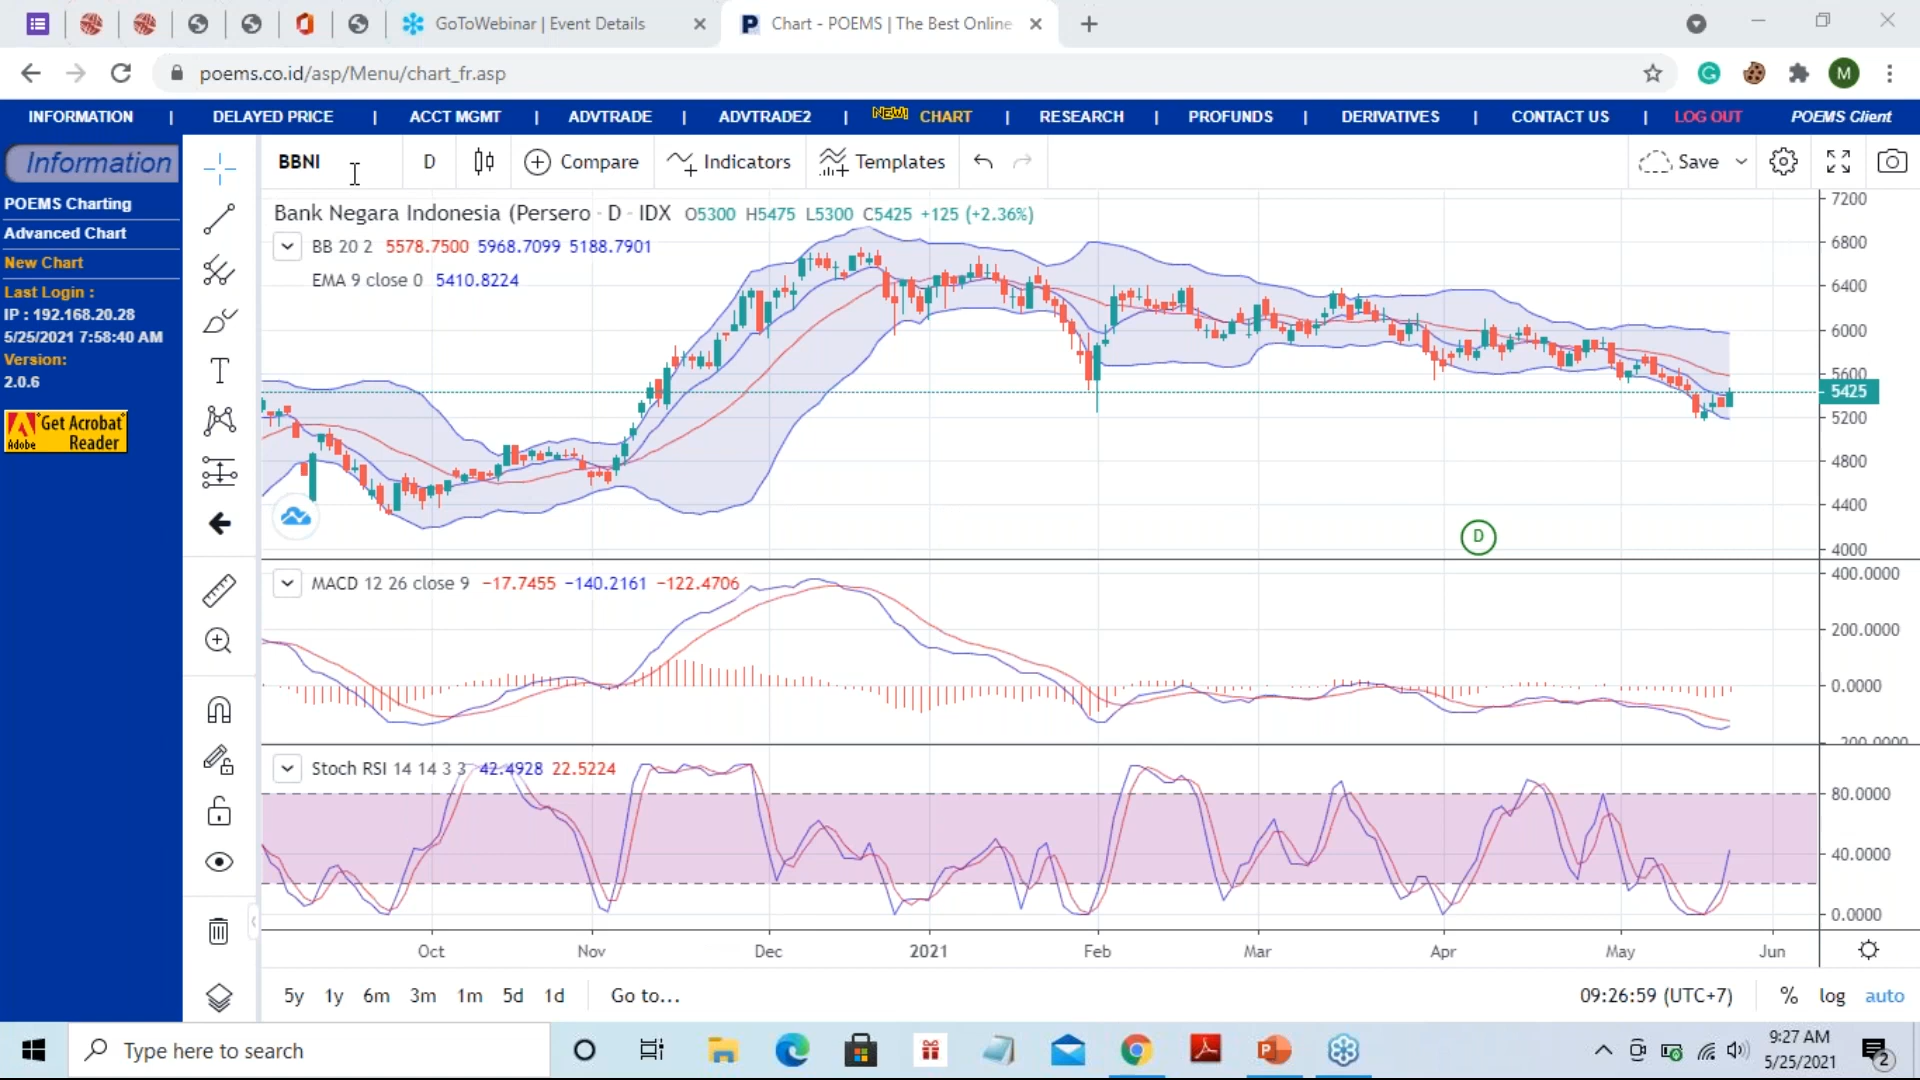 GoToWebinar | Event Details
Chart - POEMS | The Best Online
M
poems.co.id/asp/Menu/chart_fr.asp
INFORMATION | DELAYED PRICE | ACCT MGMT | ADVTRADE | ADVTRADE2 | NEW! CHART | RESEARCH | PROFUNDS | DERIVATIVES | CONTACT US | LOG OUT POEMS Client
Information
POEMS Charting
Advanced Chart
New Chart
Last Login :
IP : 192.168.20.28
5/25/2021 7:58:40 AM
Version:
2.0.6
Get Acrobat
Adobe Reader
BBNI D Compare Indicators Templates Save
Bank Negara Indonesia (Persero · D · IDX O5300 H5475 L5300 C5425 +125 (+2.36%)
BB 20 2 5578.7500 5968.7099 5188.7901
EMA 9 close 0 5410.8224
7200
6800
6400
6000
5600
5425
5200
4800
4400
4000
D
MACD 12 26 close 9 −17.7455 −140.2161 −122.4706
400.0000
200.0000
0.0000
Stoch RSI 14 14 3 3 42.4928 22.5224
80.0000
40.0000
0.0000
Oct Nov Dec 2021 Feb Mar Apr May Jun
5y 1y 6m 3m 1m 5d 1d Go to... 09:26:59 (UTC+7) % log auto
Type here to search
9:27 AM
5/25/2021
2